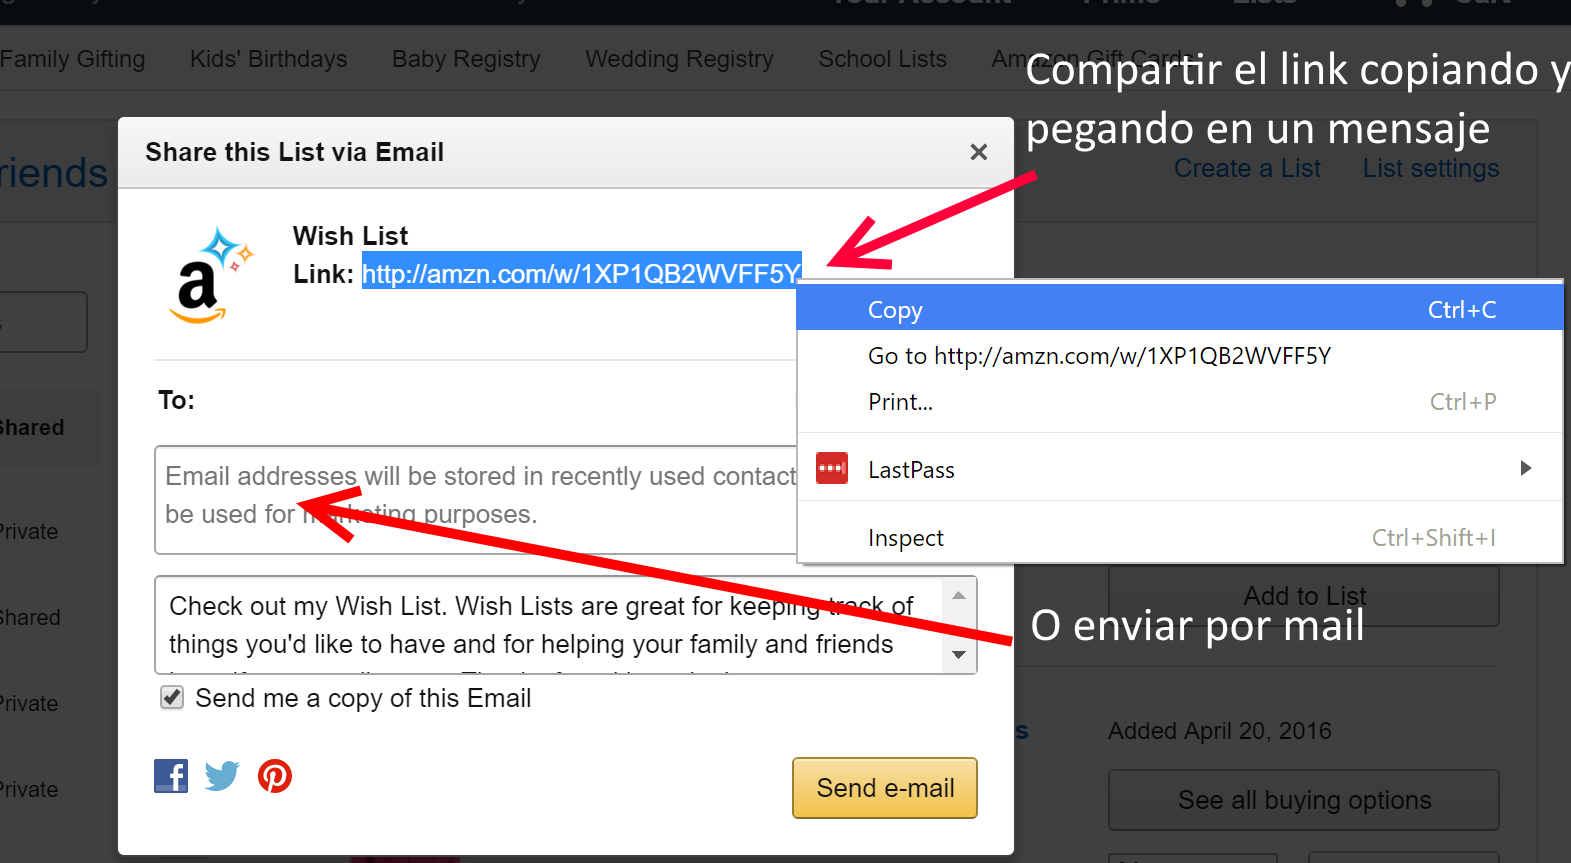 Family Gifting Kids' Birthdays Baby Registry Wedding Registry School Lists Amazon Gift Cards
Compartir el link copiando y
pegando en un mensaje
Create a List List settings
Share this List via Email
Wish List
Link: http://amzn.com/w/1XP1QB2WVFF5Y
Copy Ctrl+C
Go to http://amzn.com/w/1XP1QB2WVFF5Y
Print... Ctrl+P
LastPass
Inspect Ctrl+Shift+I
To:
Email addresses will be stored in recently used contact
be used for marketing purposes.
Shared
Private
Shared
Private
Private
Check out my Wish List. Wish Lists are great for keeping track of
things you'd like to have and for helping your family and friends
Send me a copy of this Email
Send e-mail
Add to List
O enviar por mail
Added April 20, 2016
See all buying options